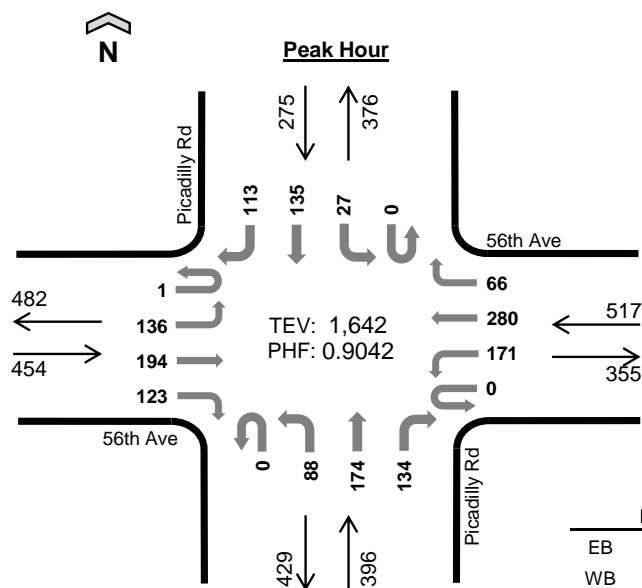 Peak Hour
N
275
376
Picadilly Rd
113
135
27
0
56th Ave
1
66
482
136
TEV: 1,642
280
517
454
194
PHF: 0.9042
171
355
123
0
56th Ave
0
88
174
134
Picadilly Rd
429
396
EB
WB